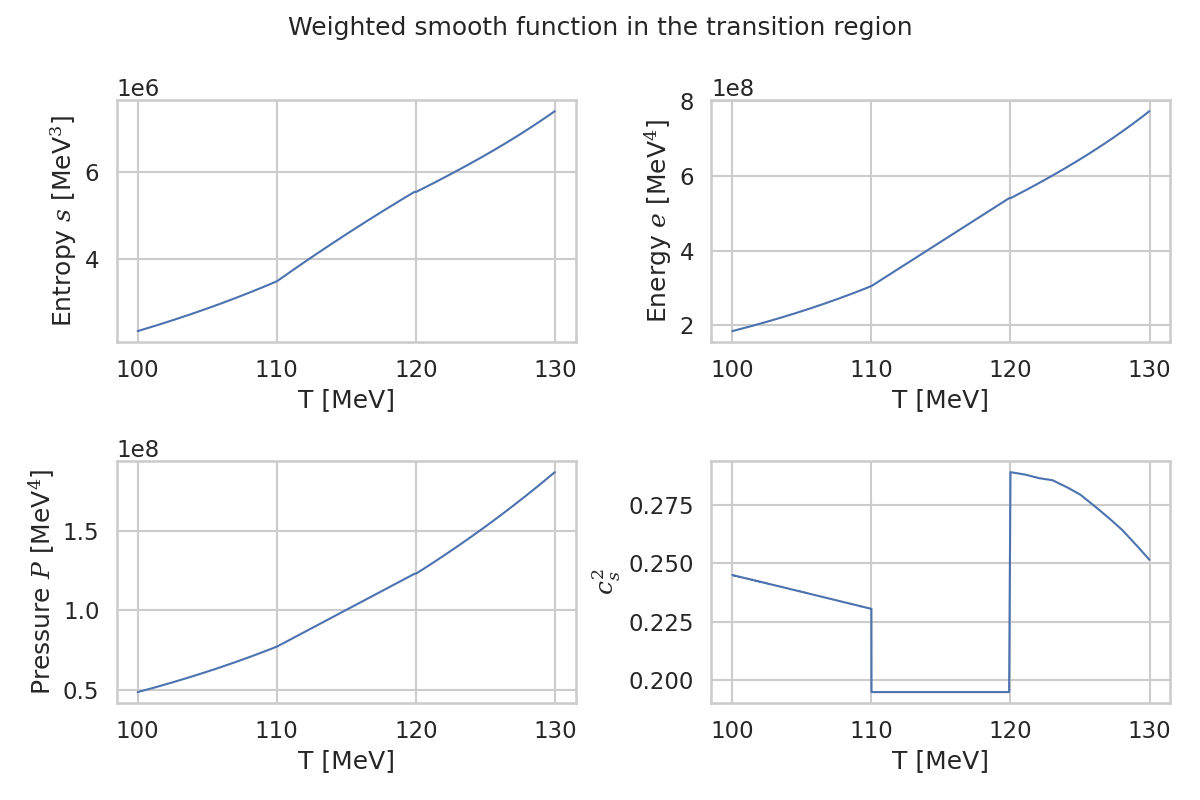 Weighted smooth function in the transition region
1e6
Entropy s [MeV³]
6
4
100 110 120 130
T [MeV]
1e8
Energy e [MeV⁴]
8
6
4
2
100 110 120 130
T [MeV]
1e8
Pressure P [MeV⁴]
1.5
1.0
0.5
100 110 120 130
T [MeV]
c_s^2
0.275
0.250
0.225
0.200
100 110 120 130
T [MeV]